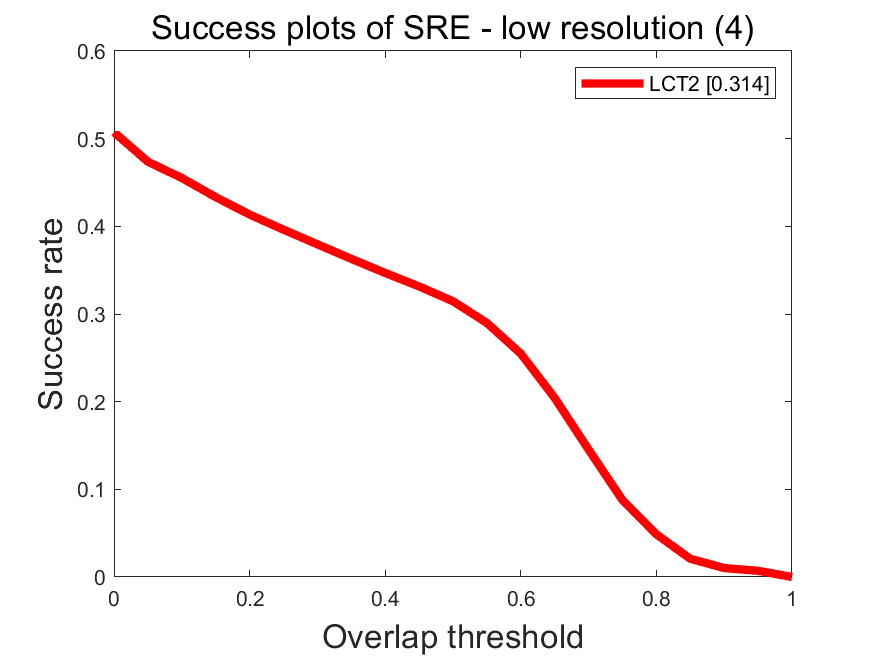 Success plots of SRE - low resolution (4)
LCT2 [0.314]
Success rate
0.6
0.5
0.4
0.3
0.2
0.1
0
0 0.2 0.4 0.6 0.8 1
Overlap threshold